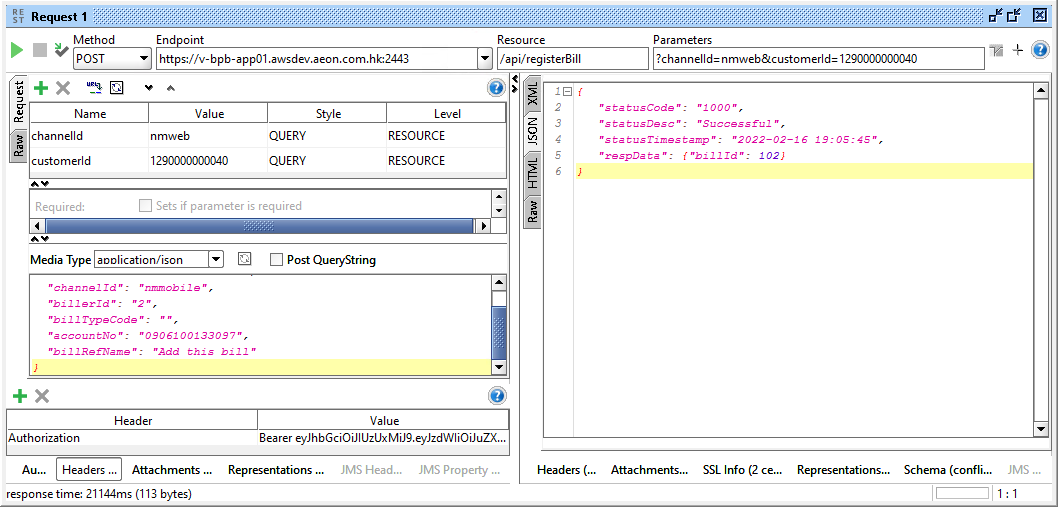 RE
ST
Request 1
Method
Endpoint
Resource
Parameters
POST
https://v-bpb-app01.awsdev.aeon.com.hk:2443
/api/registerBill
?channelId=nmweb&customerId=1290000000040
Request
Raw
Name Value Style Level
channelId nmweb QUERY RESOURCE
customerId 1290000000040 QUERY RESOURCE
Required: Sets if parameter is required
Media Type application/json Post QueryString
"channelId": "nmmobile",
"billerId": "2",
"billTypeCode": "",
"accountNo": "0906100133097",
"billRefName": "Add this bill"
}
Header Value
Authorization Bearer eyJhbGciOiJIUzUxMiJ9.eyJzdWIiOiJuZX...
Au... Headers ... Attachments ... Representations ... JMS Head... JMS Property ...
XML
JSON
HTML
Raw
1 {
2 "statusCode": "1000",
3 "statusDesc": "Successful",
4 "statusTimestamp": "2022-02-16 19:05:45",
5 "respData": {"billId": 102}
6 }
Headers (... Attachments... SSL Info (2 ce... Representations... Schema (confli... JMS ...
response time: 21144ms (113 bytes)
1 : 1